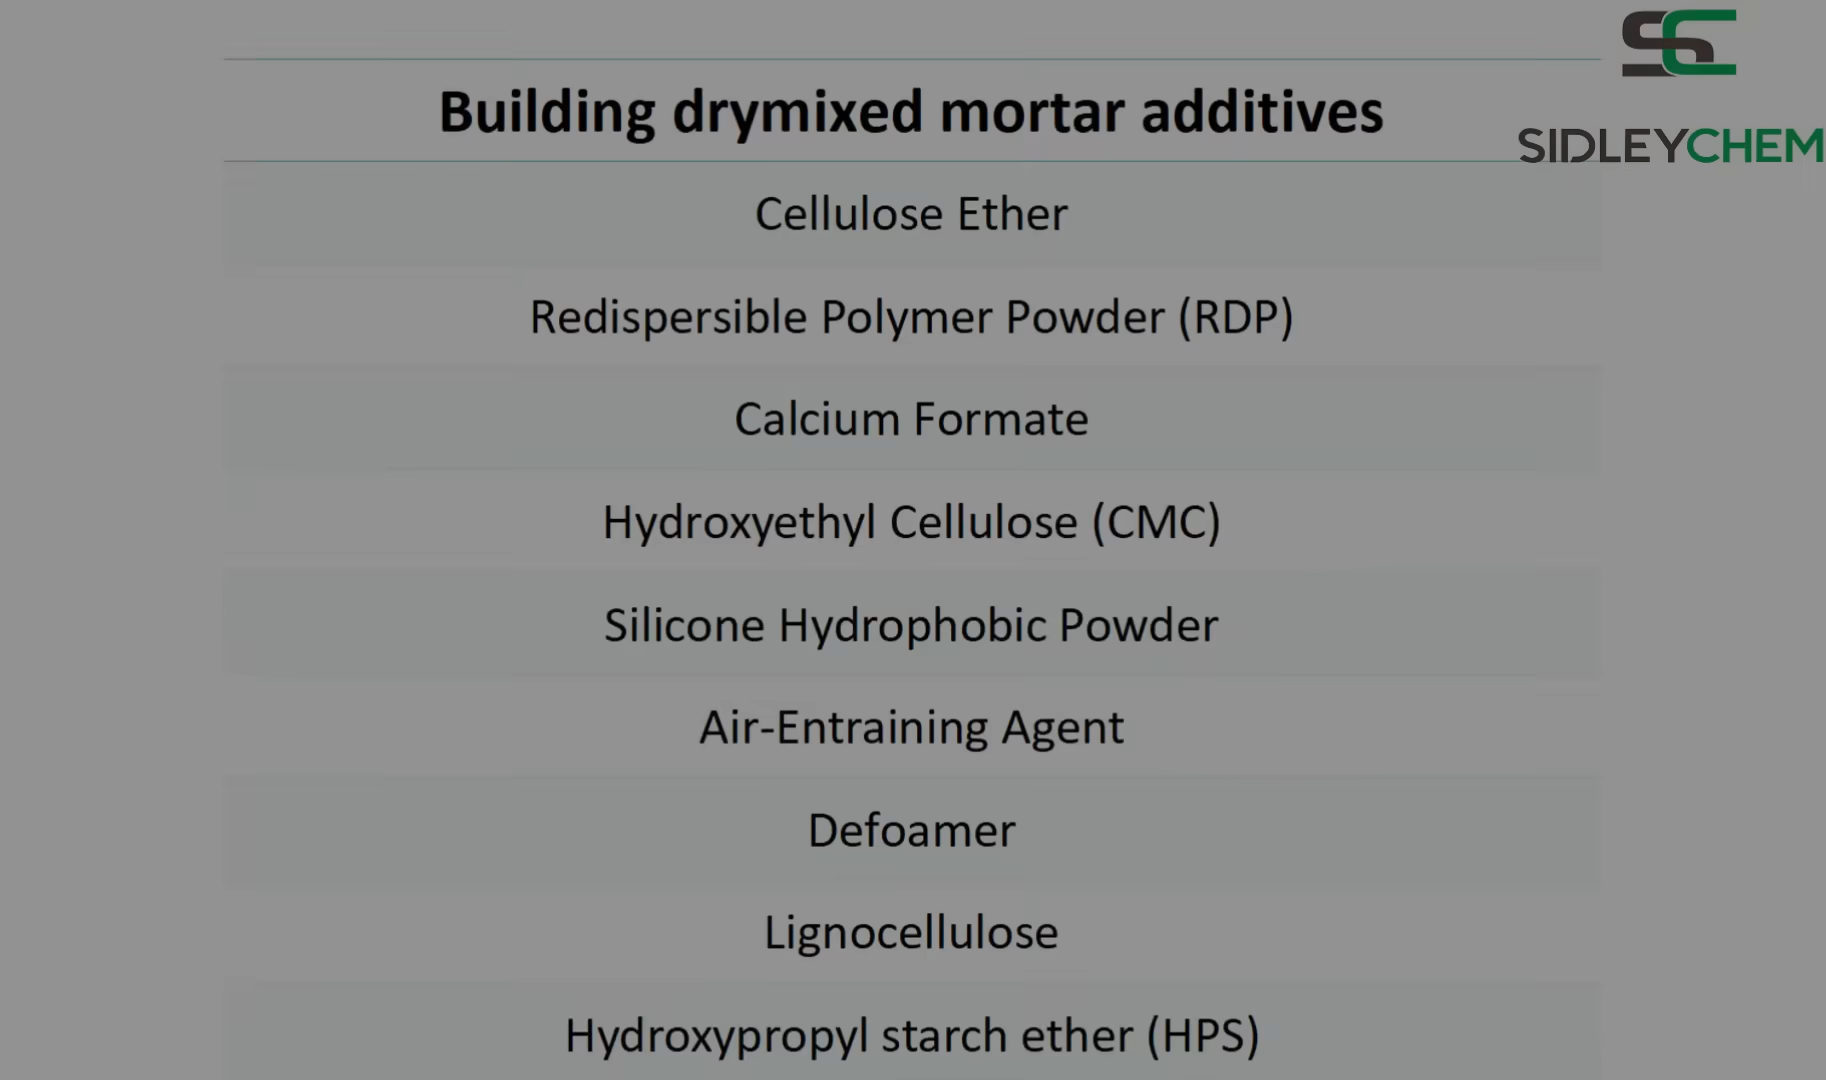 Building drymixed mortar additives
SIDLEYCHEM
Cellulose Ether
Redispersible Polymer Powder (RDP)
Calcium Formate
Hydroxyethyl Cellulose (CMC)
Silicone Hydrophobic Powder
Air-Entraining Agent
Defoamer
Lignocellulose
Hydroxypropyl starch ether (HPS)